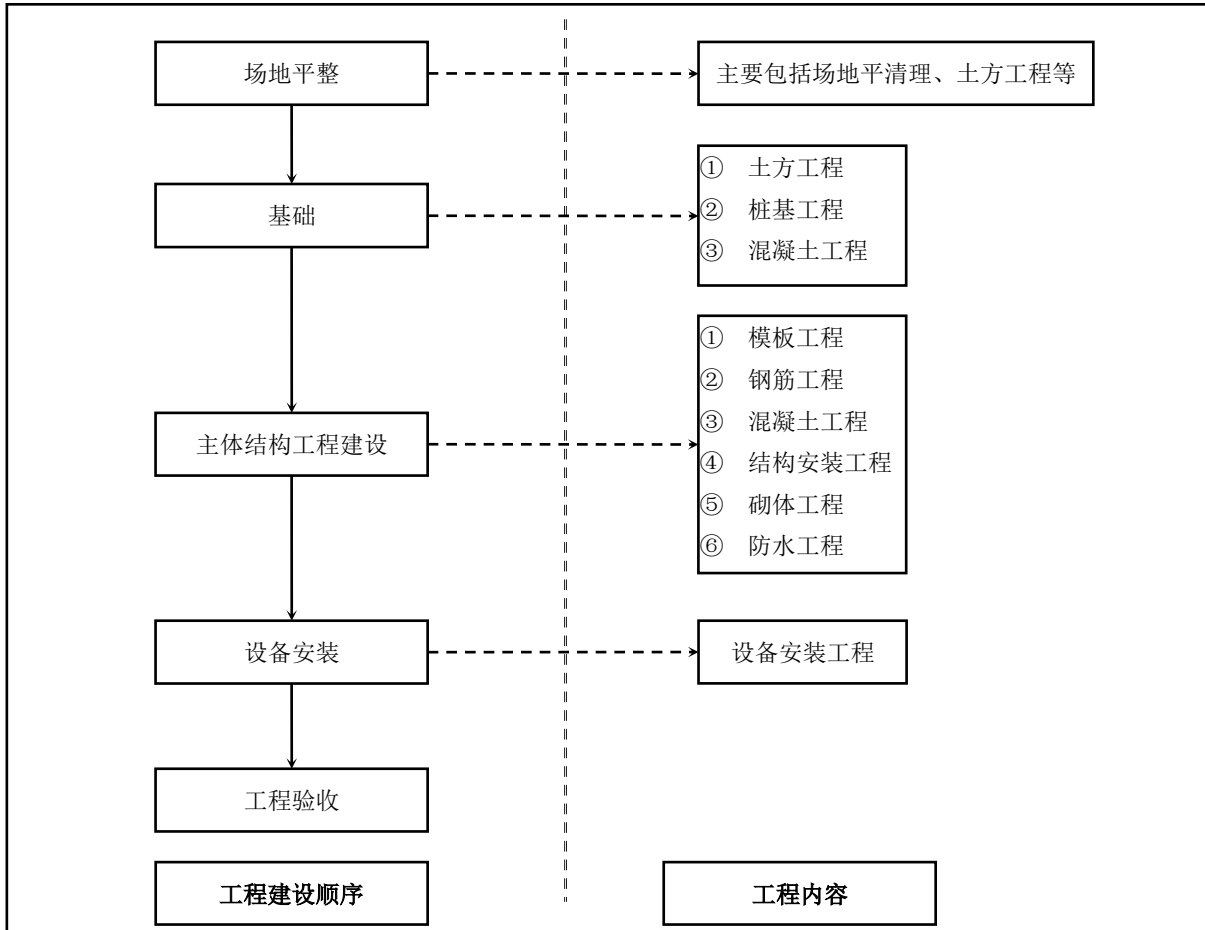 场地平整
主要包括场地平清理、土方工程等
基础
① 土方工程
② 桩基工程
③ 混凝土工程
主体结构工程建设
① 模板工程
② 钢筋工程
③ 混凝土工程
④ 结构安装工程
⑤ 砌体工程
⑥ 防水工程
设备安装
设备安装工程
工程验收
工程建设顺序
工程内容